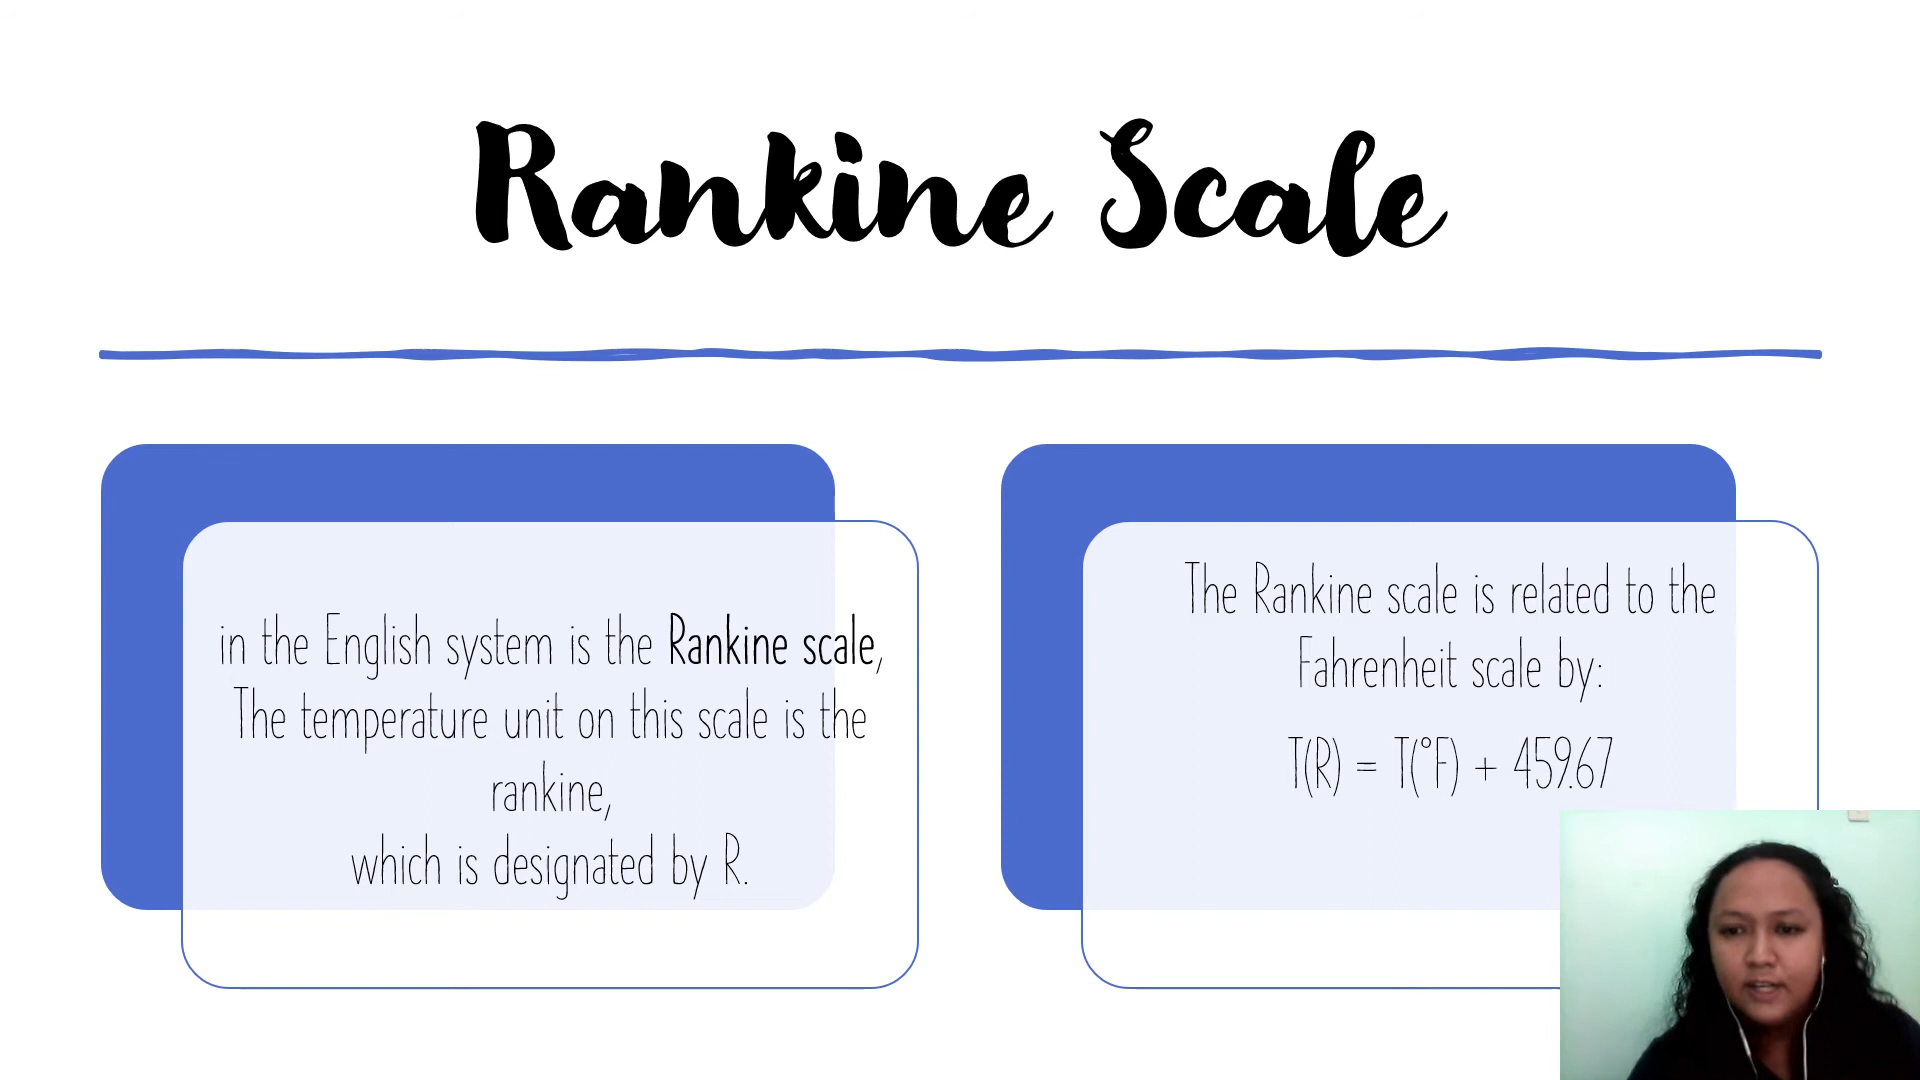 Rankine Scale
in the English system is the Rankine scale,
The temperature unit on this scale is the
rankine,
which is designated by R.
The Rankine scale is related to the
Fahrenheit scale by:
T(R) = T(°F) + 459.67